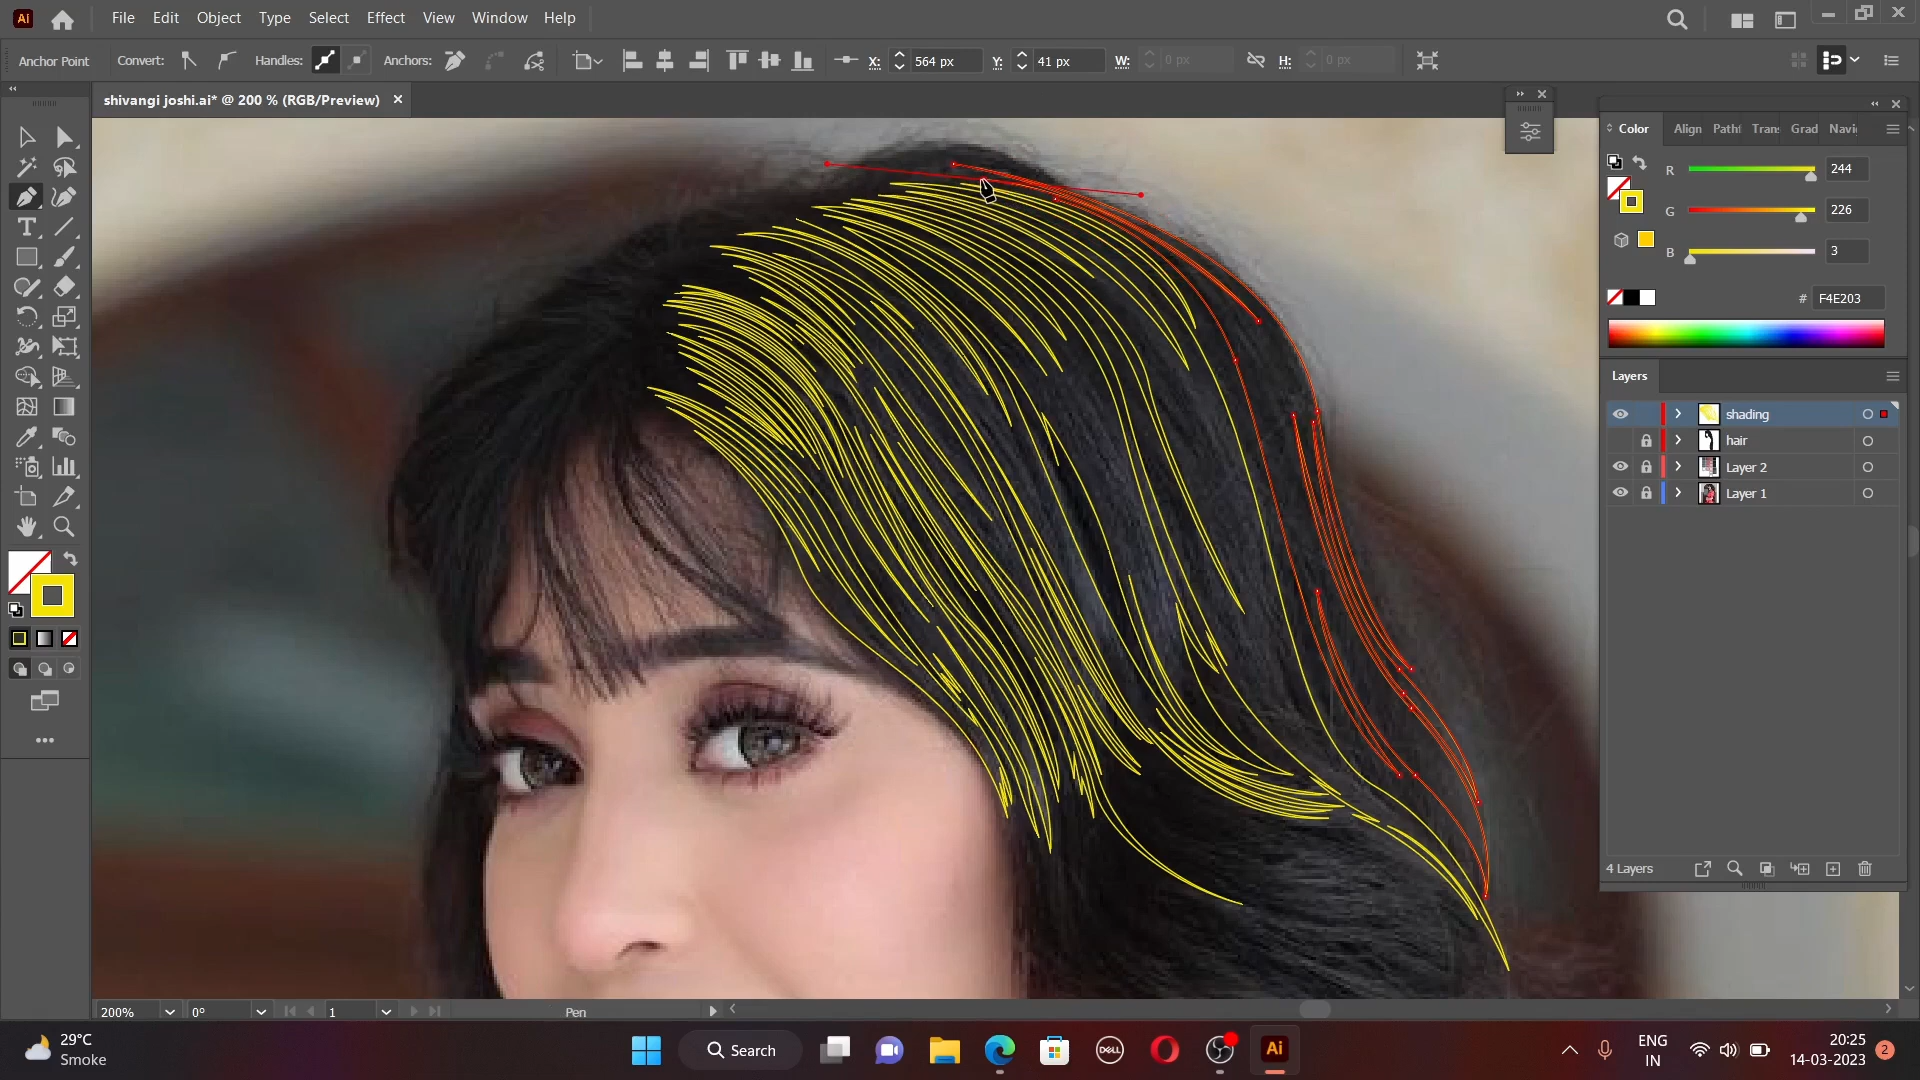 Ai File Edit Object Type Select Effect View Window Help
Anchor Point Convert: Handles: Anchors: X: 564 px Y: 41 px W: 0 px H: 0 px
shivangi joshi.ai* @ 200 % (RGB/Preview)
Color Align Pathf Trans Grad Navi
R 244
G 226
B 3
# F4E203
Layers
shading
hair
Layer 2
Layer 1
4 Layers
200% 0° 1 Pen
29°C
Smoke
Search
DELL
Ai
ENG
IN
20:25
14-03-2023
2